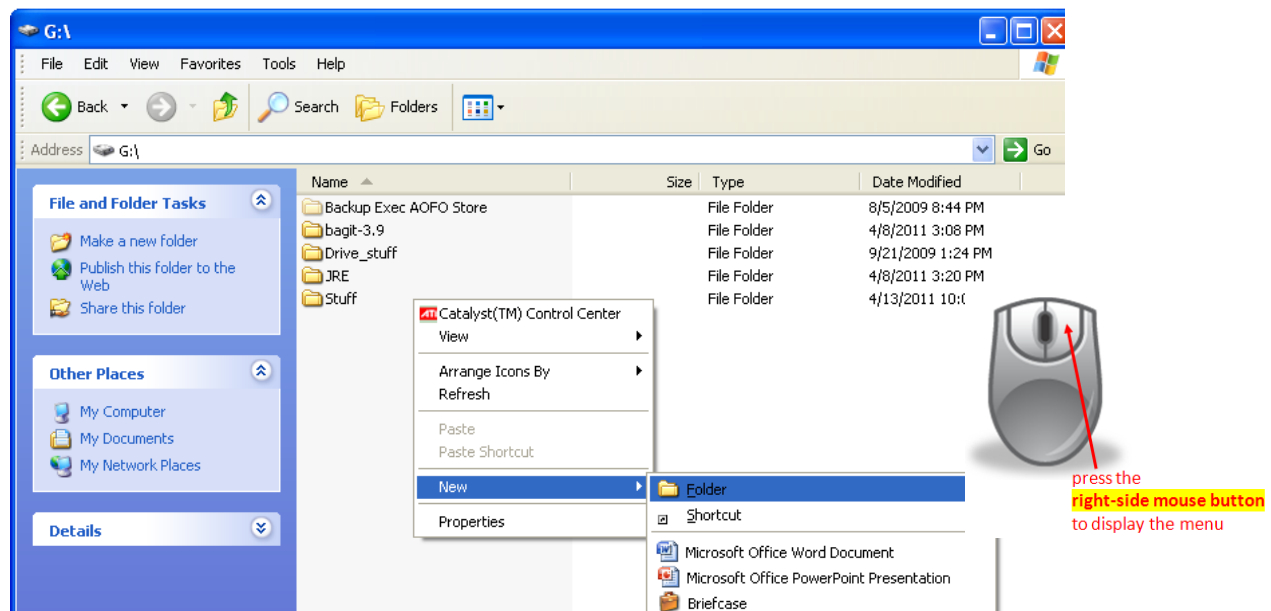 G:\
File Edit View Favorites Tools Help
Back Search Folders
Address G:\ Go
Name Size Type Date Modified
File and Folder Tasks
Make a new folder
Publish this folder to the
Web
Share this folder
Other Places
My Computer
My Documents
My Network Places
Details
Backup Exec AOFO Store File Folder 8/5/2009 8:44 PM
bagit-3.9 File Folder 4/8/2011 3:08 PM
Drive_stuff File Folder 9/21/2009 1:24 PM
JRE File Folder 4/8/2011 3:20 PM
Stuff File Folder 4/13/2011 10:
ATI Catalyst(TM) Control Center
View
Arrange Icons By
Refresh
Paste
Paste Shortcut
New
Properties
Folder
Shortcut
Microsoft Office Word Document
Microsoft Office PowerPoint Presentation
Briefcase
press the
right-side mouse button
to display the menu